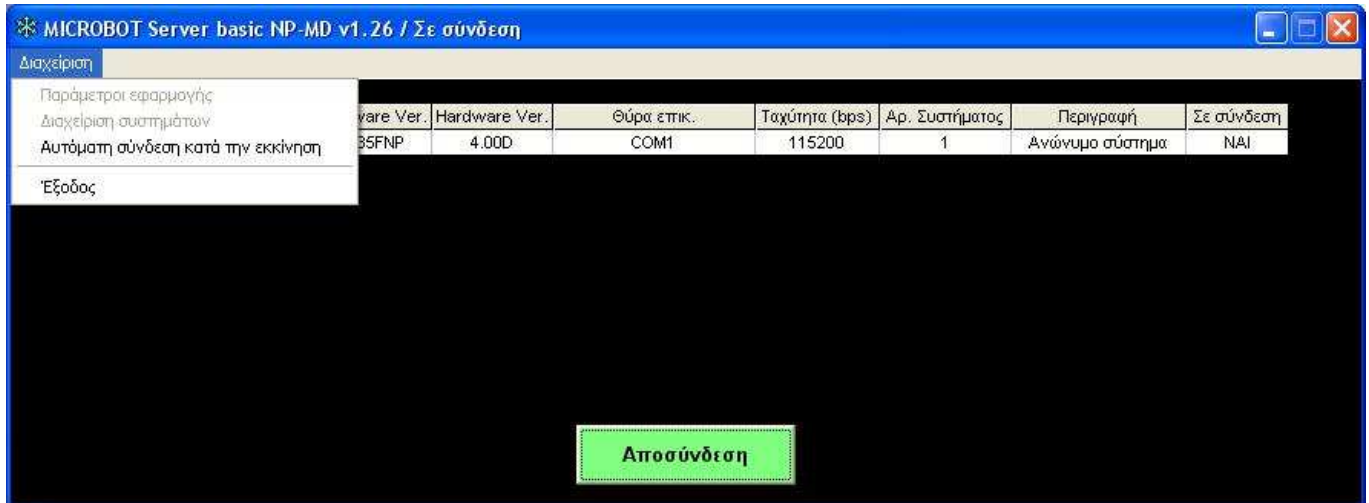 MICROBOT Server basic NP-MD v1.26 / Σε σύνδεση
Διαχείριση
Παράμετροι εφαρμογής
Διαχείριση συστημάτων
Αυτόματη σύνδεση κατά την εκκίνηση
Έξοδος
Ver. Hardware Ver. Θύρα επικ. Ταχύτητα (bps) Αρ. Συστήματος Περιγραφή Σε σύνδεση
35FNP 4.00D COM1 115200 1 Ανώνυμο σύστημα ΝΑΙ
Αποσύνδεση